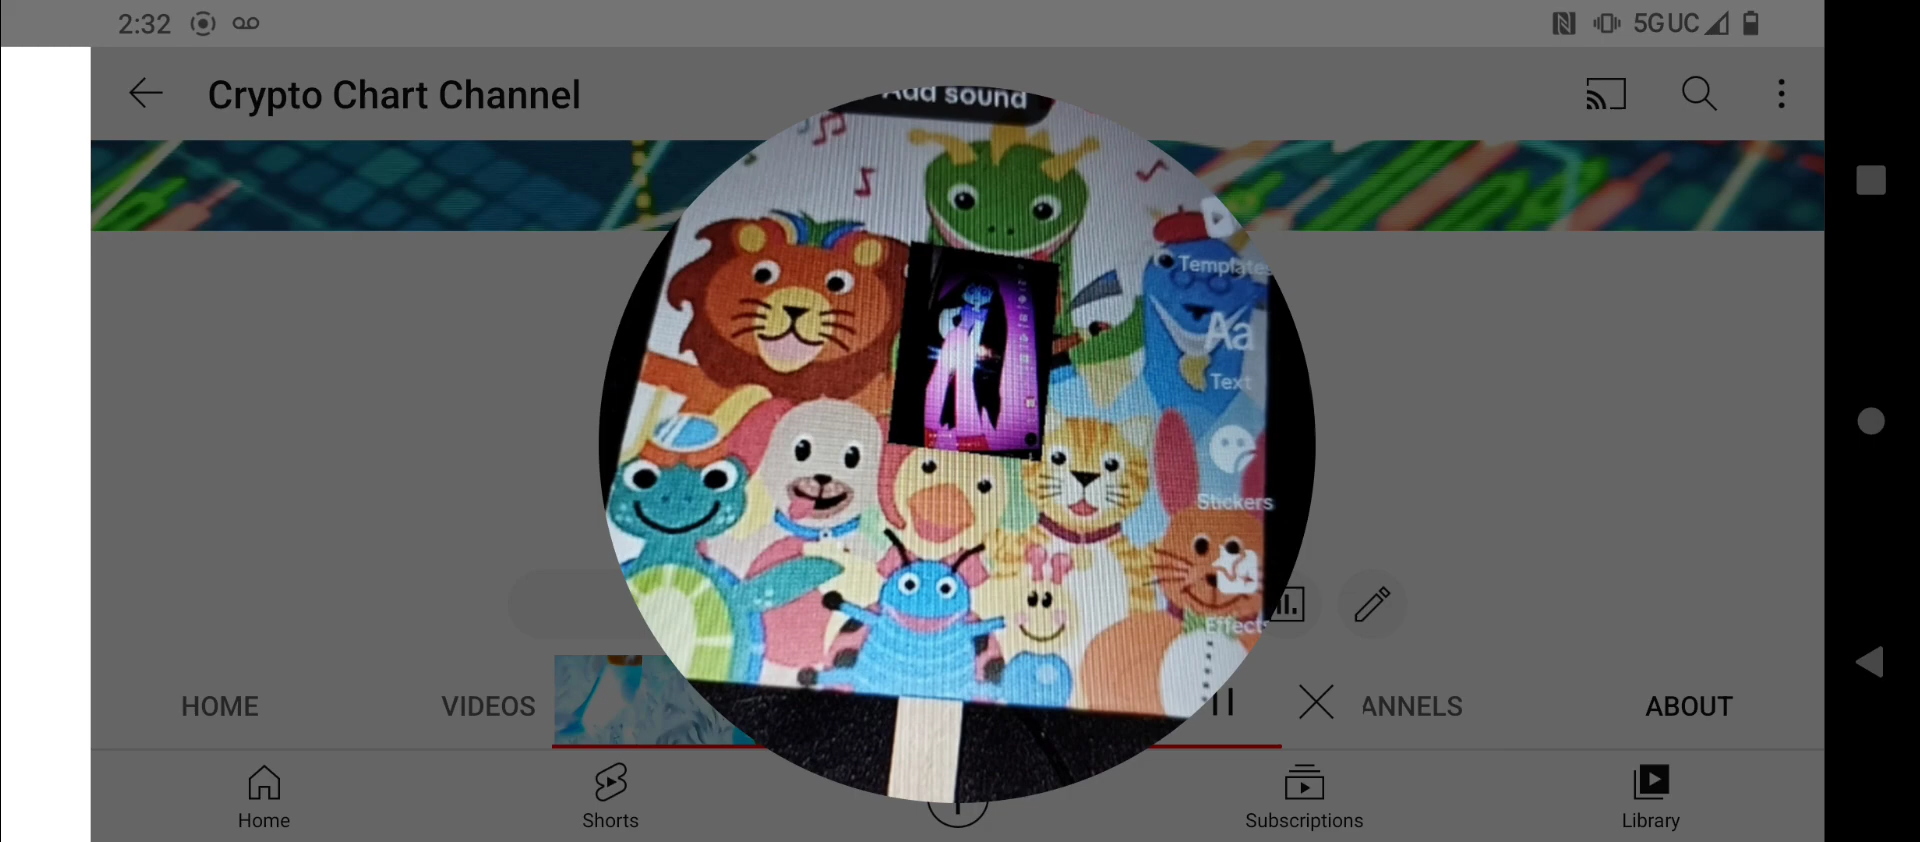 2:32
5G UC
Crypto Chart Channel
Add sound
Templates
Aa
Text
Stickers
Effects
HOME
VIDEOS
ANNELS
ABOUT
Home
Shorts
Subscriptions
Library